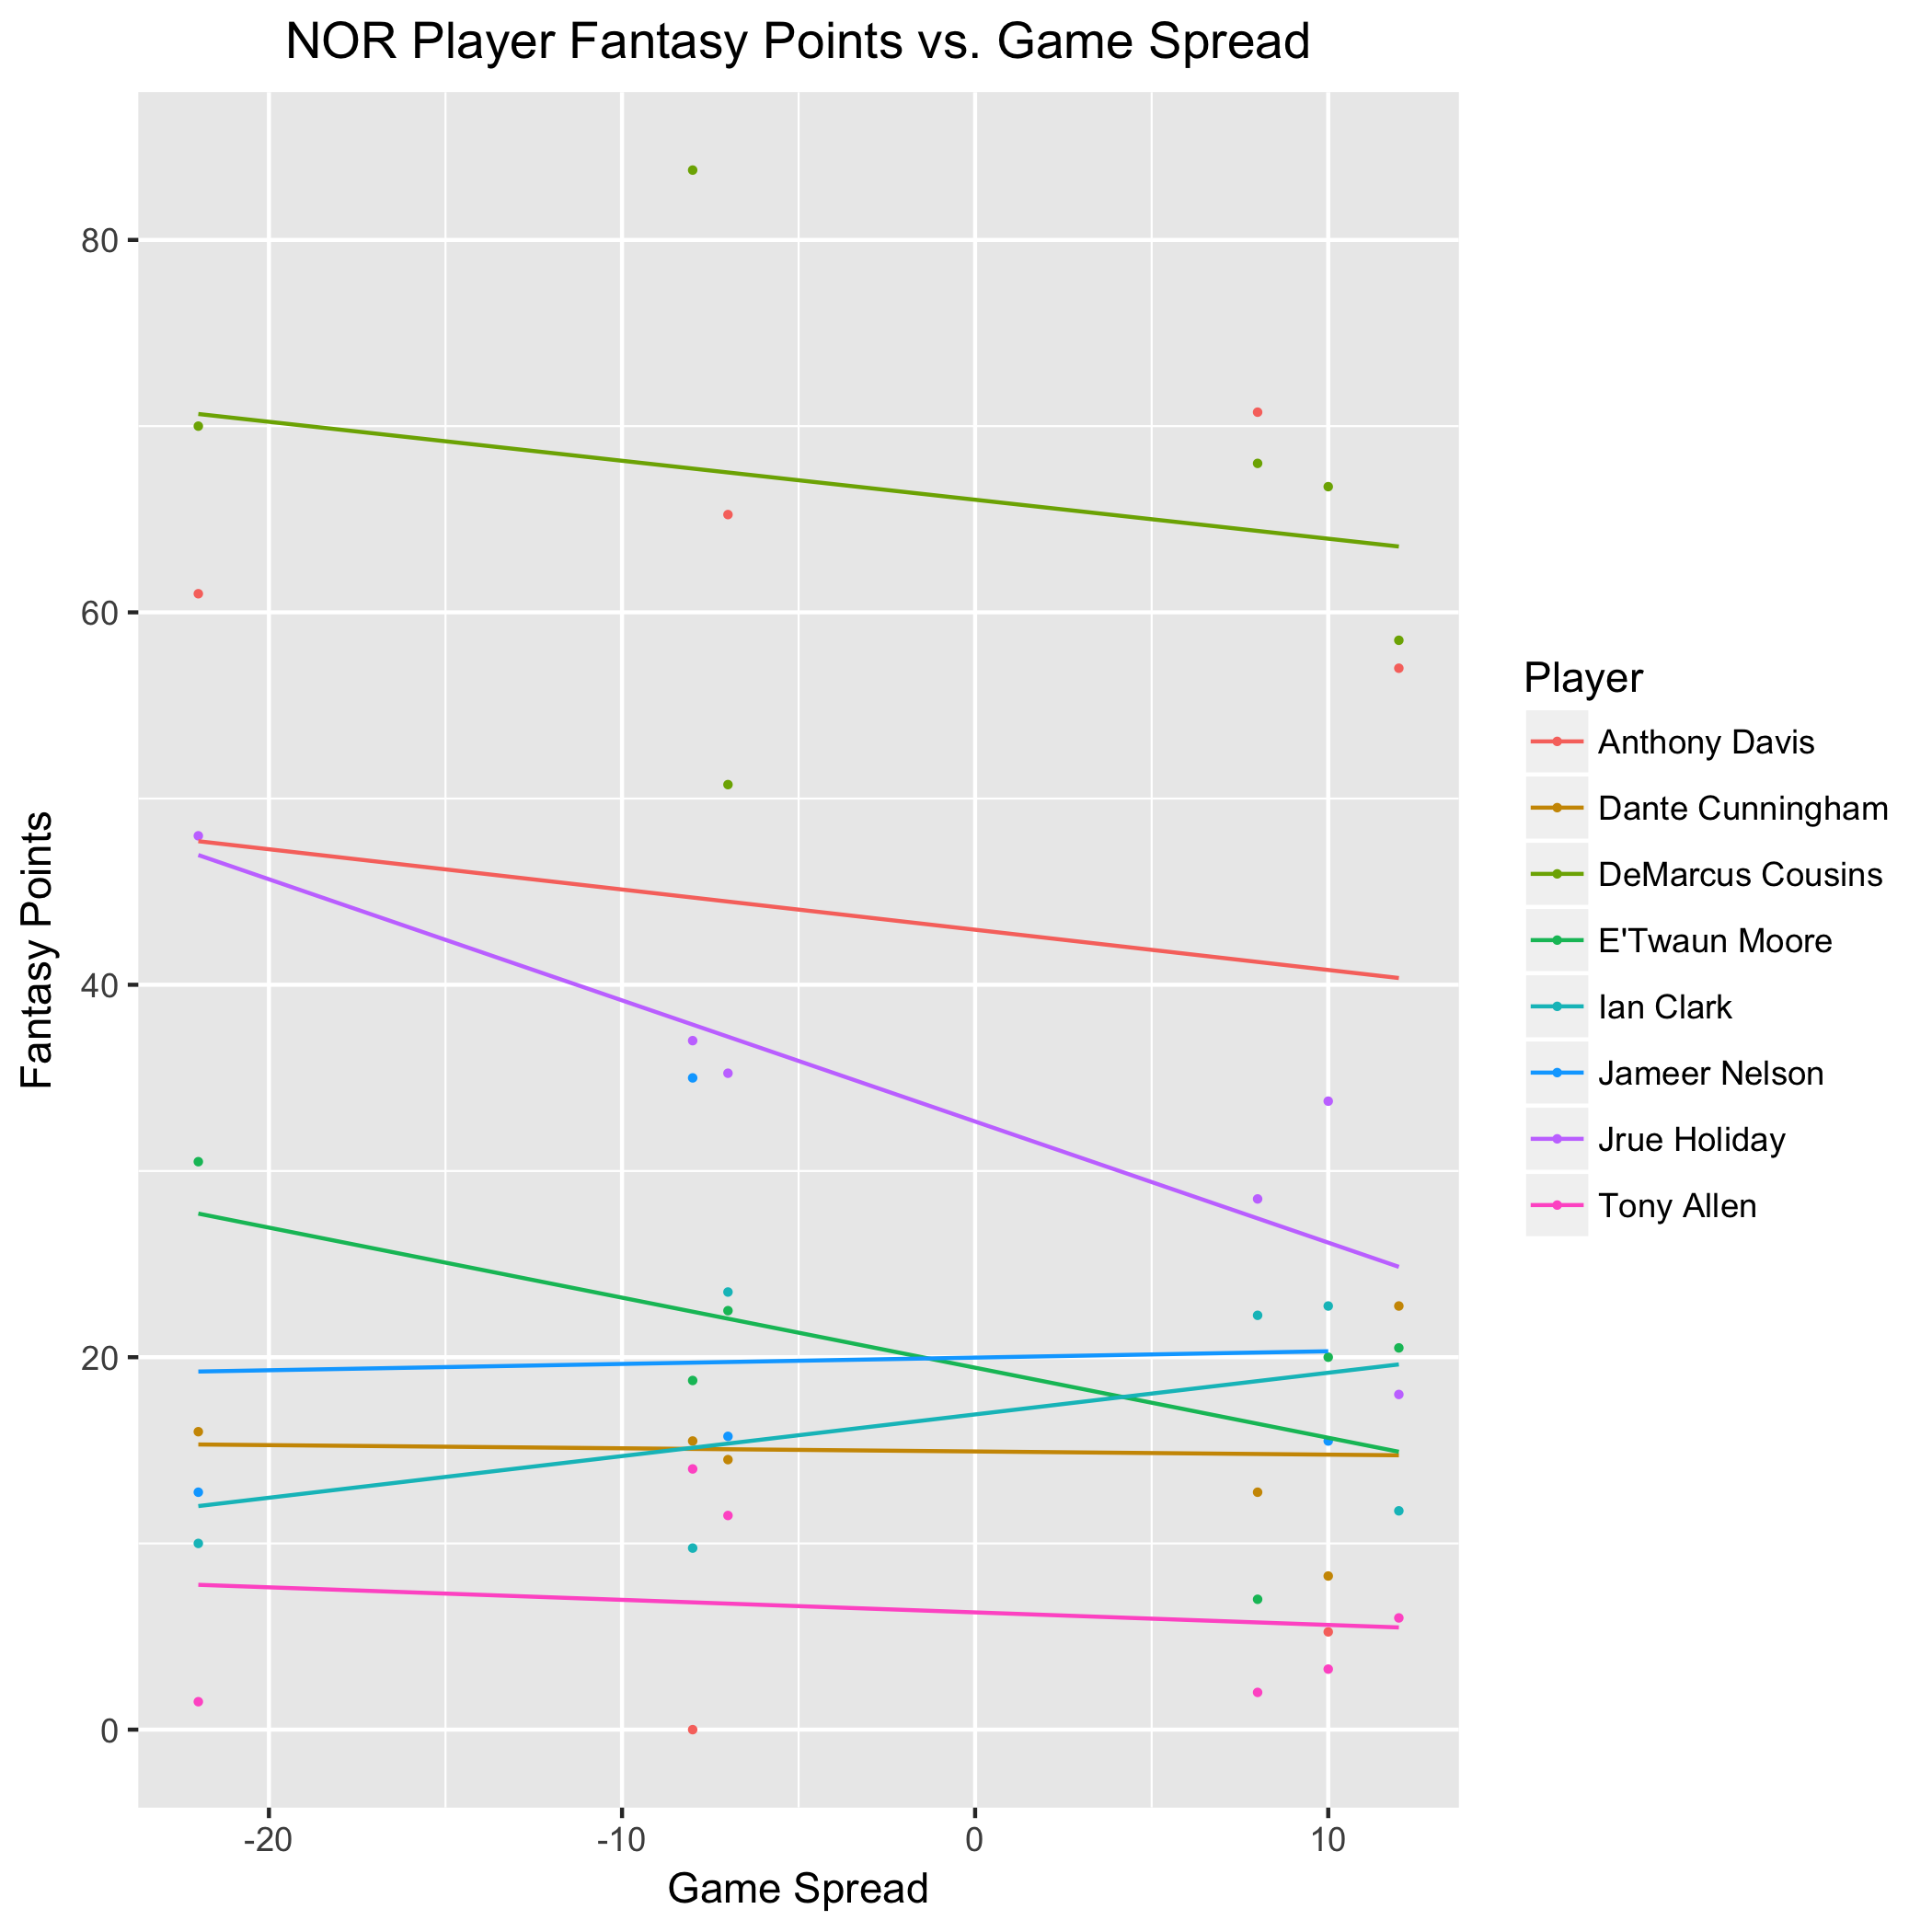 NOR Player Fantasy Points vs. Game Spread
80
60
40
20
0
Fantasy Points
-20
-10
0
10
Game Spread
Player
Anthony Davis
Dante Cunningham
DeMarcus Cousins
E'Twaun Moore
Ian Clark
Jameer Nelson
Jrue Holiday
Tony Allen